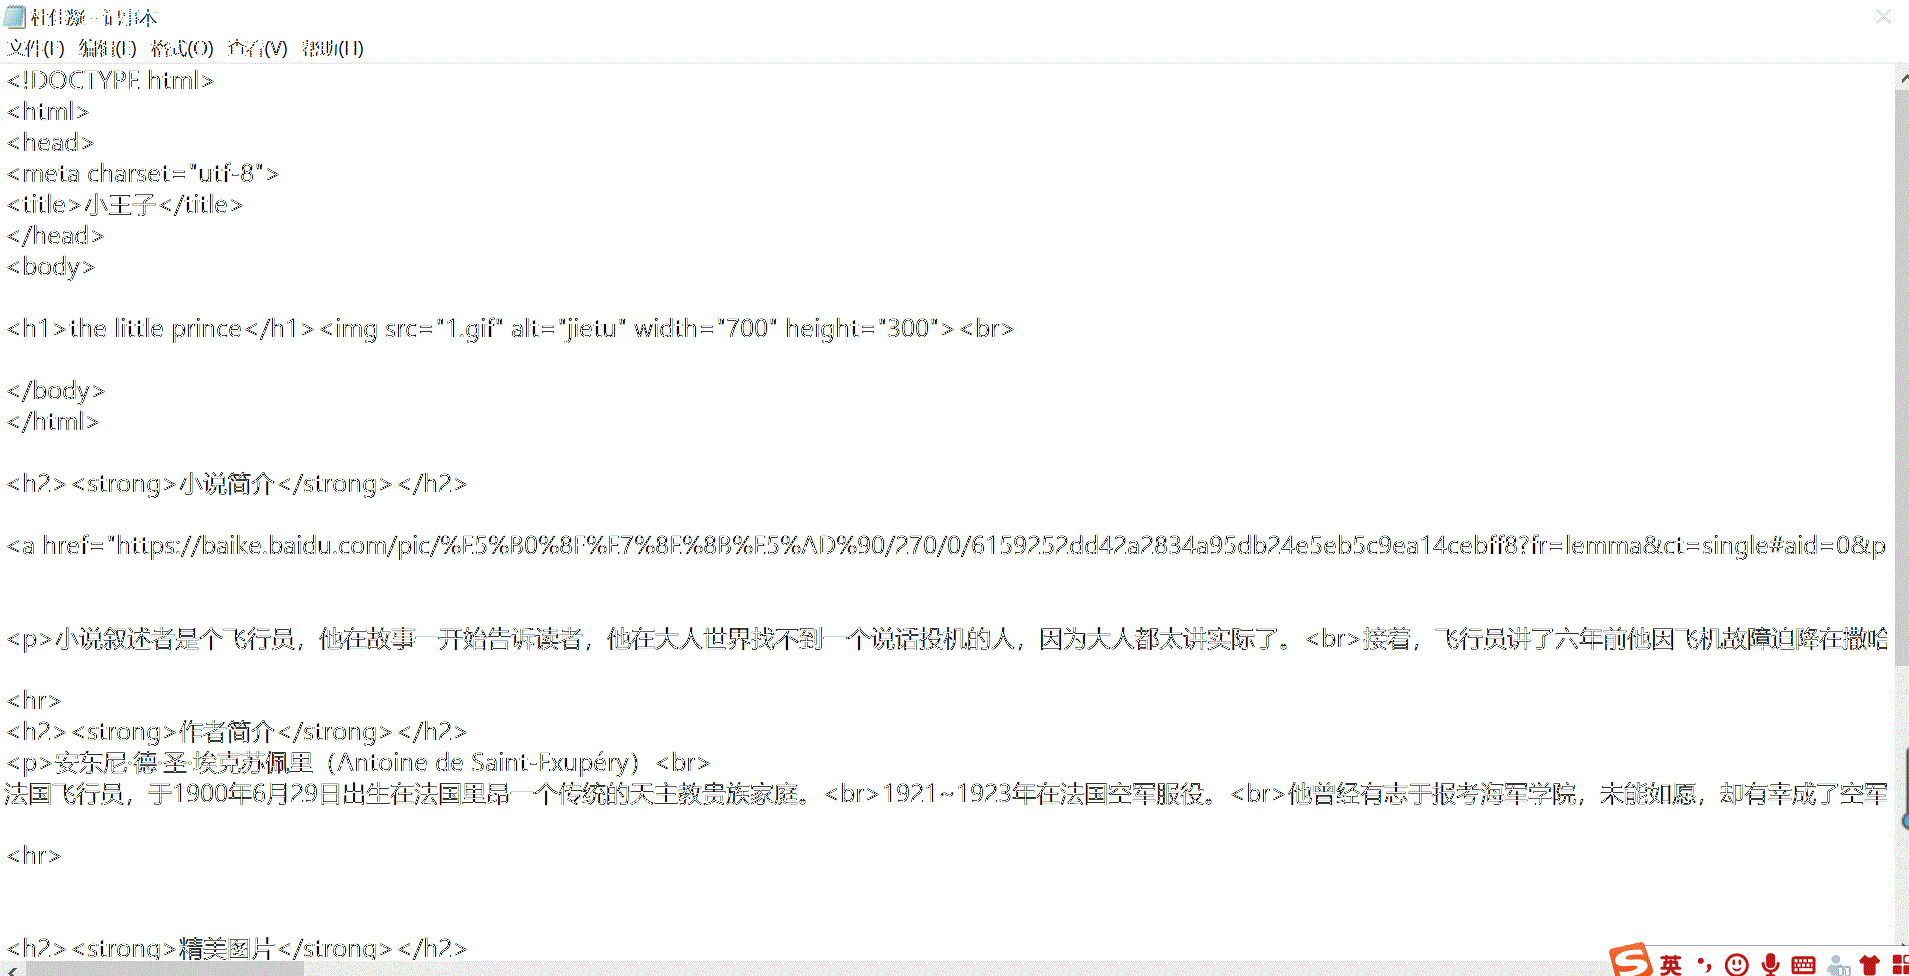 文件(F) 编辑(E) 格式(O) 查看(V) 帮助(H)
<!DOCTYPE html>
<html>
<head>
<meta charset="utf-8">
<title>小王子</title>
</head>
<body>
<h1>the little prince</h1><img src="1.gif" alt="jietu" width="700" height="300"><br>
</body>
</html>
<h2><strong>小说简介</strong></h2>
<a href="https://baike.baidu.com/pic/%E5%B0%8F%E7%8E%8B%E5%AD%90/270/0/6159252dd42a2834a95db24e5eb5c9ea14cebff8?fr=lemma&ct=single#aid=0&p
<p>小说叙述者是个飞行员，他在故事一开始告诉读者，他在大人世界找不到一个说话投机的人，因为大人都太讲实际了。<br>接着，飞行员讲了六年前他因飞机故障迫降在撒哈
<hr>
<h2><strong>作者简介</strong></h2>
<p>安东尼·德·圣·埃克苏佩里（Antoine de Saint-Exupéry）<br>
法国飞行员，于1900年6月29日出生在法国里昂一个传统的天主教贵族家庭。<br>1921~1923年在法国空军服役。<br>他曾经有志于报考海军学院，未能如愿，却有幸成了空军
<hr>
<h2><strong>精美图片</strong></h2>
英